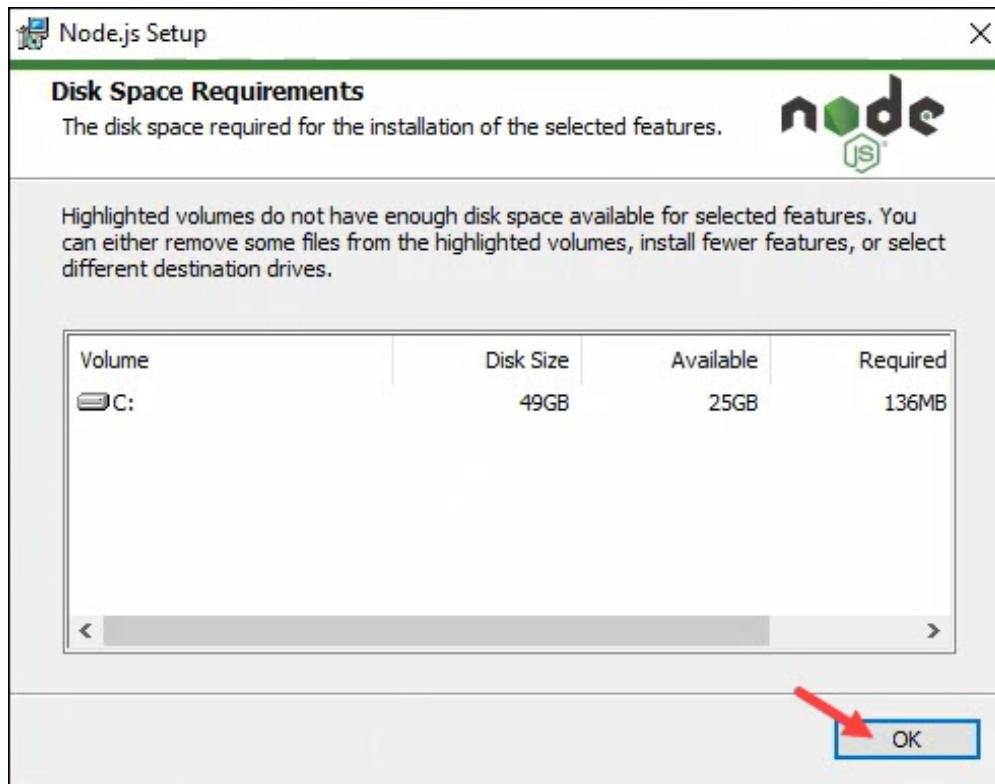 Node.js Setup
Disk Space Requirements
The disk space required for the installation of the selected features.
node
JS
Highlighted volumes do not have enough disk space available for selected features. You
can either remove some files from the highlighted volumes, install fewer features, or select
different destination drives.
Volume Disk Size Available Required
C: 49GB 25GB 136MB
OK